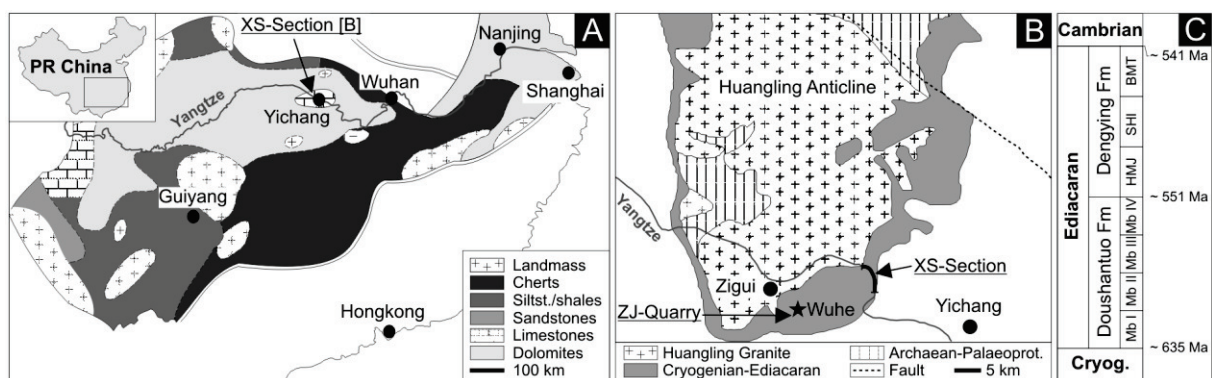 A
PR China
XS-Section [B]
Nanjing
Wuhan
Shanghai
Yangtze
Yichang
Guiyang
Hongkong
Landmass
Cherts
Siltst./shales
Sandstones
Limestones
Dolomites
100 km
B
Huangling Anticline
Yangtze
XS-Section
Zigui
ZJ-Quarry
Wuhe
Yichang
Huangling Granite
Archaean-Palaeoprot.
Cryogenian-Ediacaran
Fault
5 km
C
Cambrian
~ 541 Ma
Ediacaran
Dengying Fm
BMT
SHI
HMJ
~ 551 Ma
Doushantuo Fm
Mb IV
Mb III
Mb II
Mb I
~ 635 Ma
Cryog.